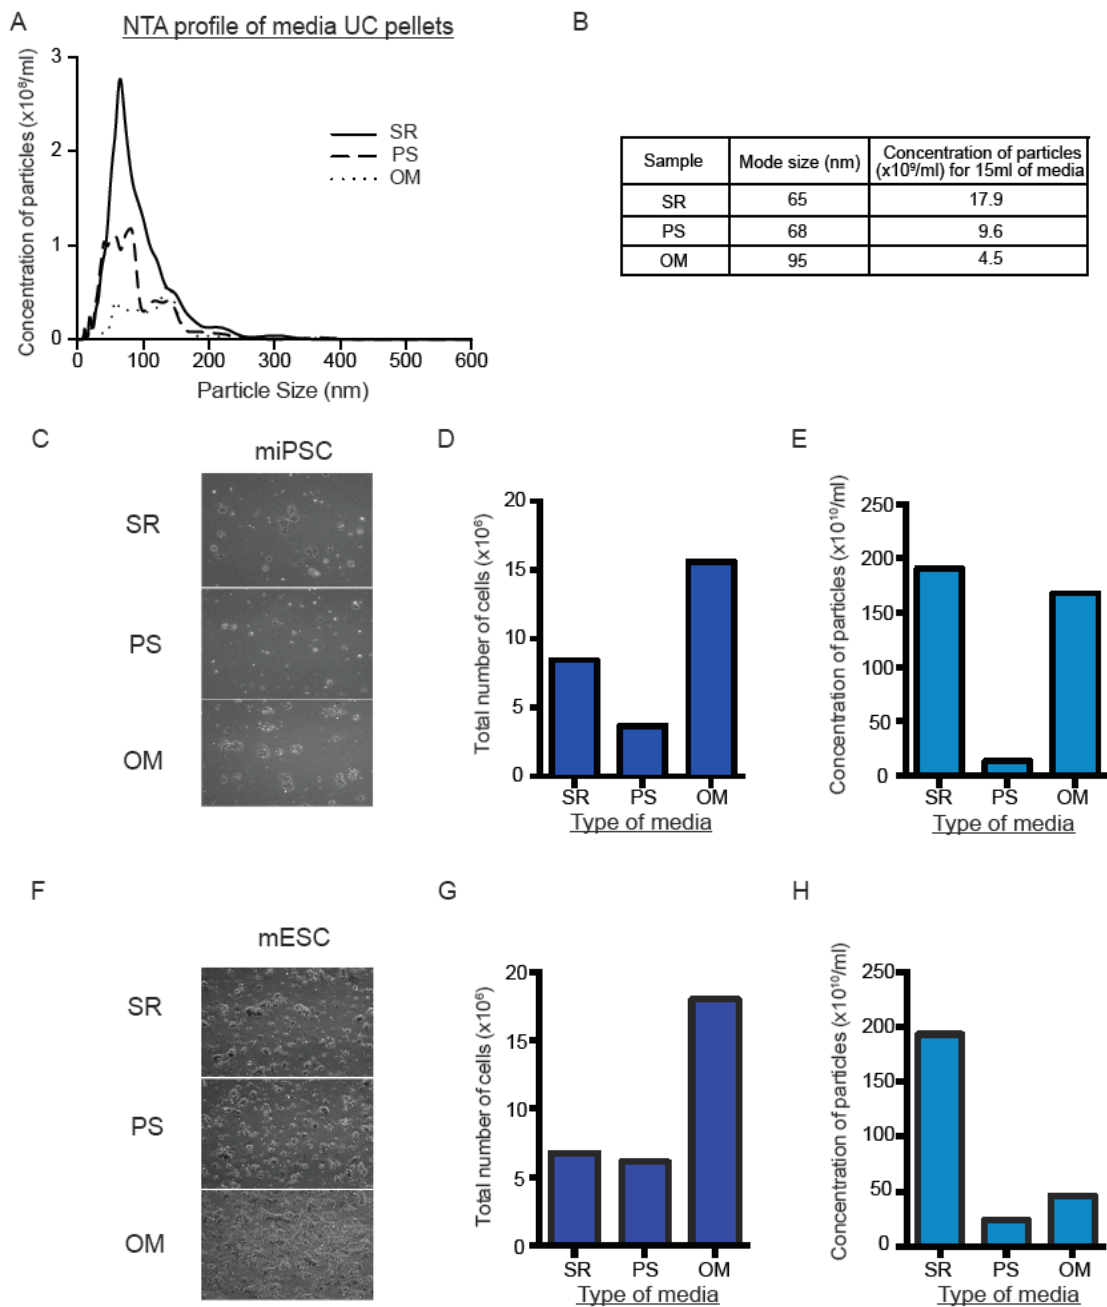 A
NTA profile of media UC pellets
Concentration of particles (x10⁸/ml)
3
2
1
0
SR
PS
OM
0 100 200 300 400 500 600
Particle Size (nm)
B
Sample Mode size (nm) Concentration of particles (x10⁹/ml) for 15ml of media
SR 65 17.9
PS 68 9.6
OM 95 4.5
C
miPSC
SR
PS
OM
D
Total number of cells (x10⁶)
20
15
10
5
0
SR PS OM
Type of media
E
Concentration of particles (x10¹⁰/ml)
250
200
150
100
50
0
SR PS OM
Type of media
F
mESC
SR
PS
OM
G
Total number of cells (x10⁶)
20
15
10
5
0
SR PS OM
Type of media
H
Concentration of particles (x10¹⁰/ml)
250
200
150
100
50
0
SR PS OM
Type of media